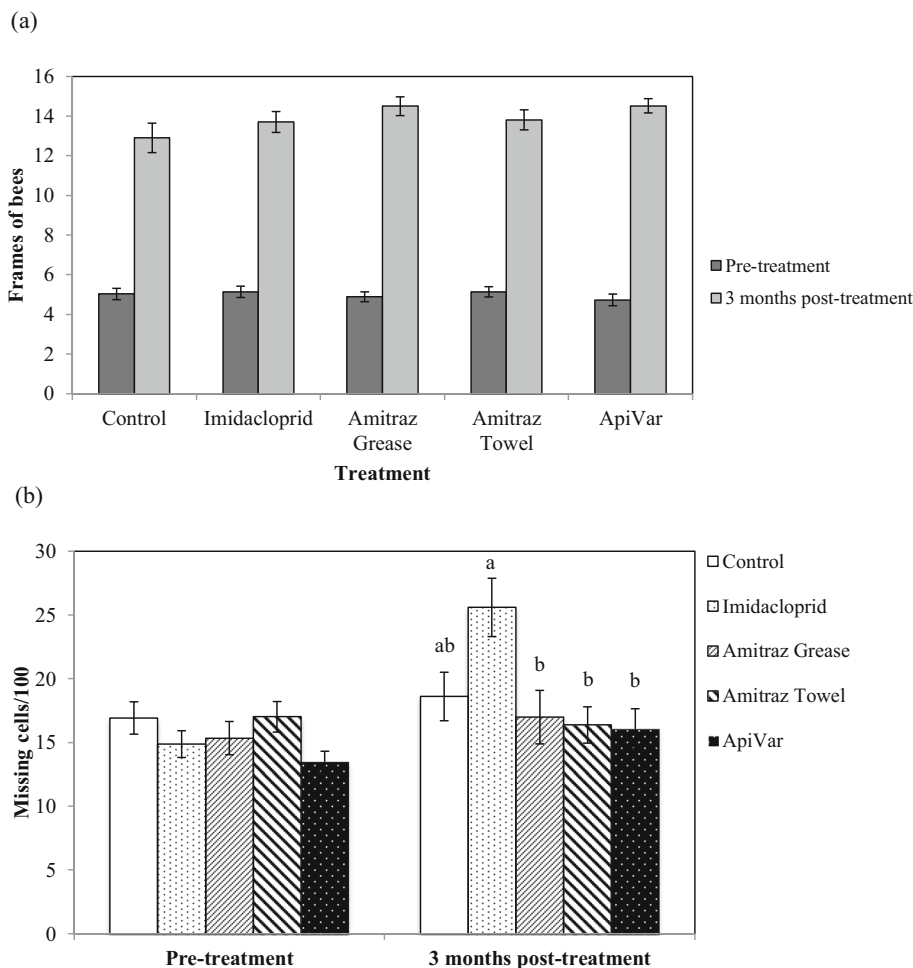 (a)
16
14
12
10
8
6
4
2
0
Frames of bees
Control Imidacloprid Amitraz Amitraz ApiVar
Grease Towel
Treatment
Pre-treatment
3 months post-treatment
(b)
30
25
20
15
10
5
0
Missing cells/100
ab a b b b
Pre-treatment 3 months post-treatment
Control
Imidacloprid
Amitraz Grease
Amitraz Towel
ApiVar